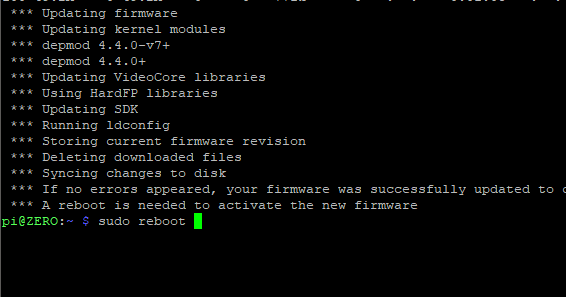 *** Updating firmware
*** Updating kernel modules
*** depmod 4.4.0-v7+
*** depmod 4.4.0+
*** Updating VideoCore libraries
*** Using HardFP libraries
*** Updating SDK
*** Running ldconfig
*** Storing current firmware revision
*** Deleting downloaded files
*** Syncing changes to disk
*** If no errors appeared, your firmware was successfully updated to
*** A reboot is needed to activate the new firmware
pi@ZERO:~ $ sudo reboot